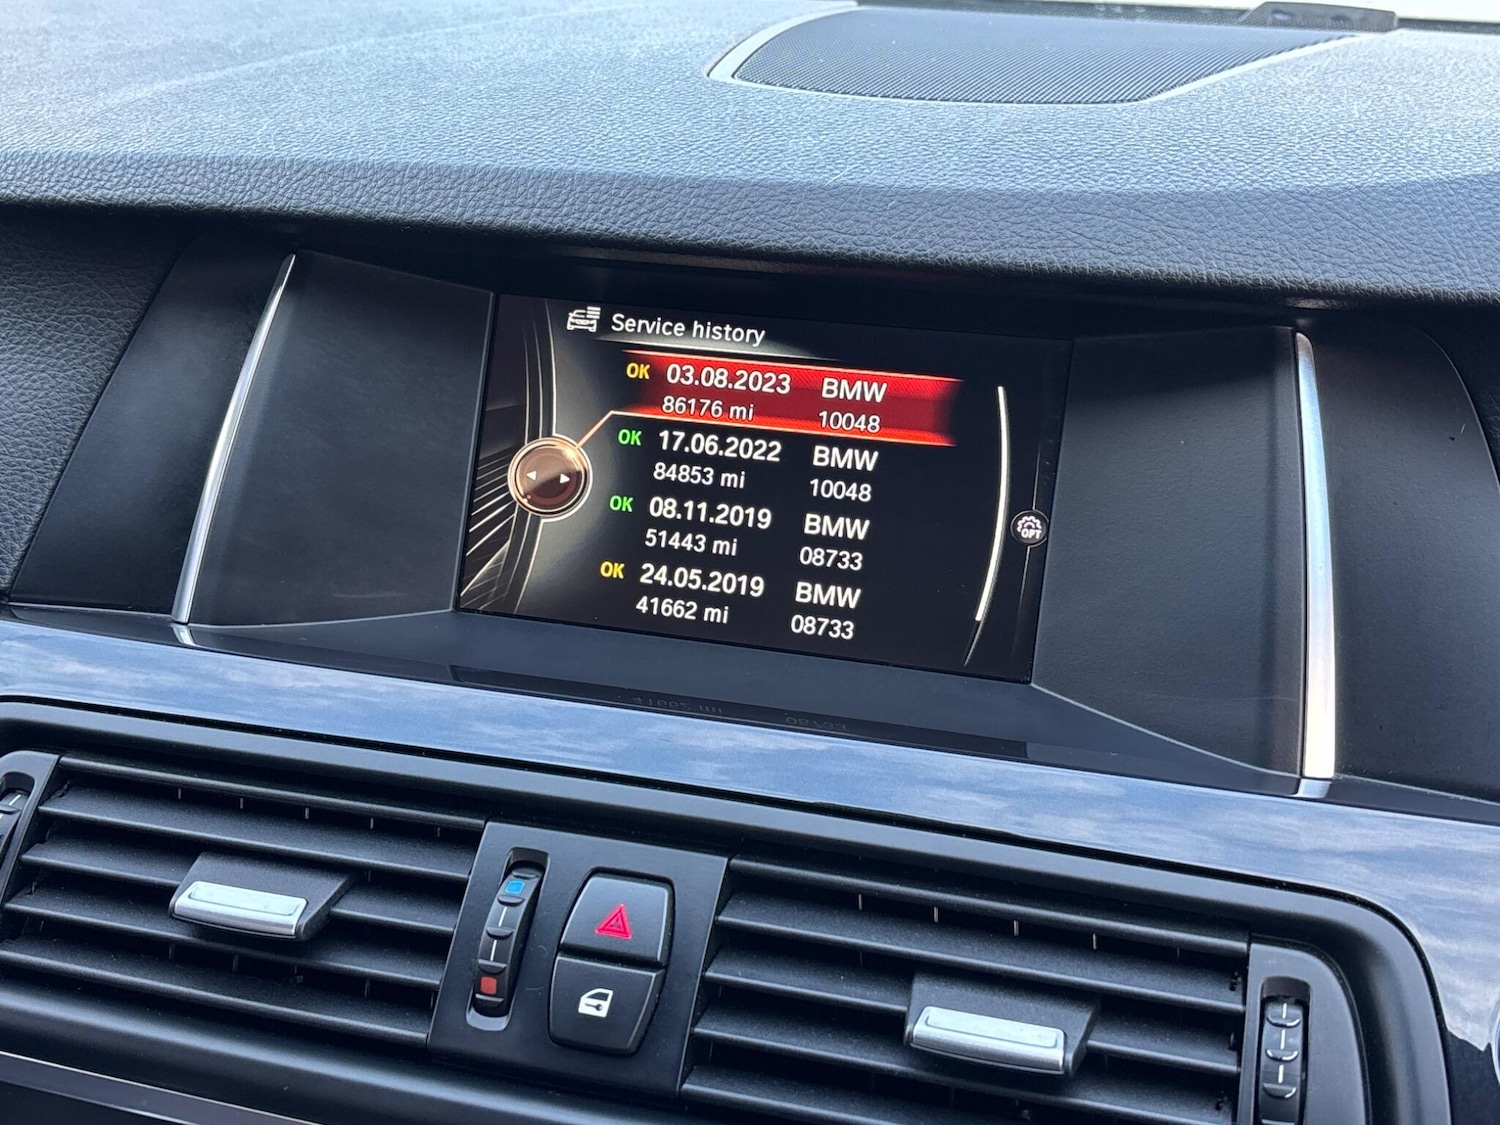 Service history
OK 03.08.2023 BMW
86176 mi 10048
OK 17.06.2022 BMW
84853 mi 10048
OK 08.11.2019 BMW
51443 mi 08733
OK 24.05.2019 BMW
41662 mi 08733
OPT